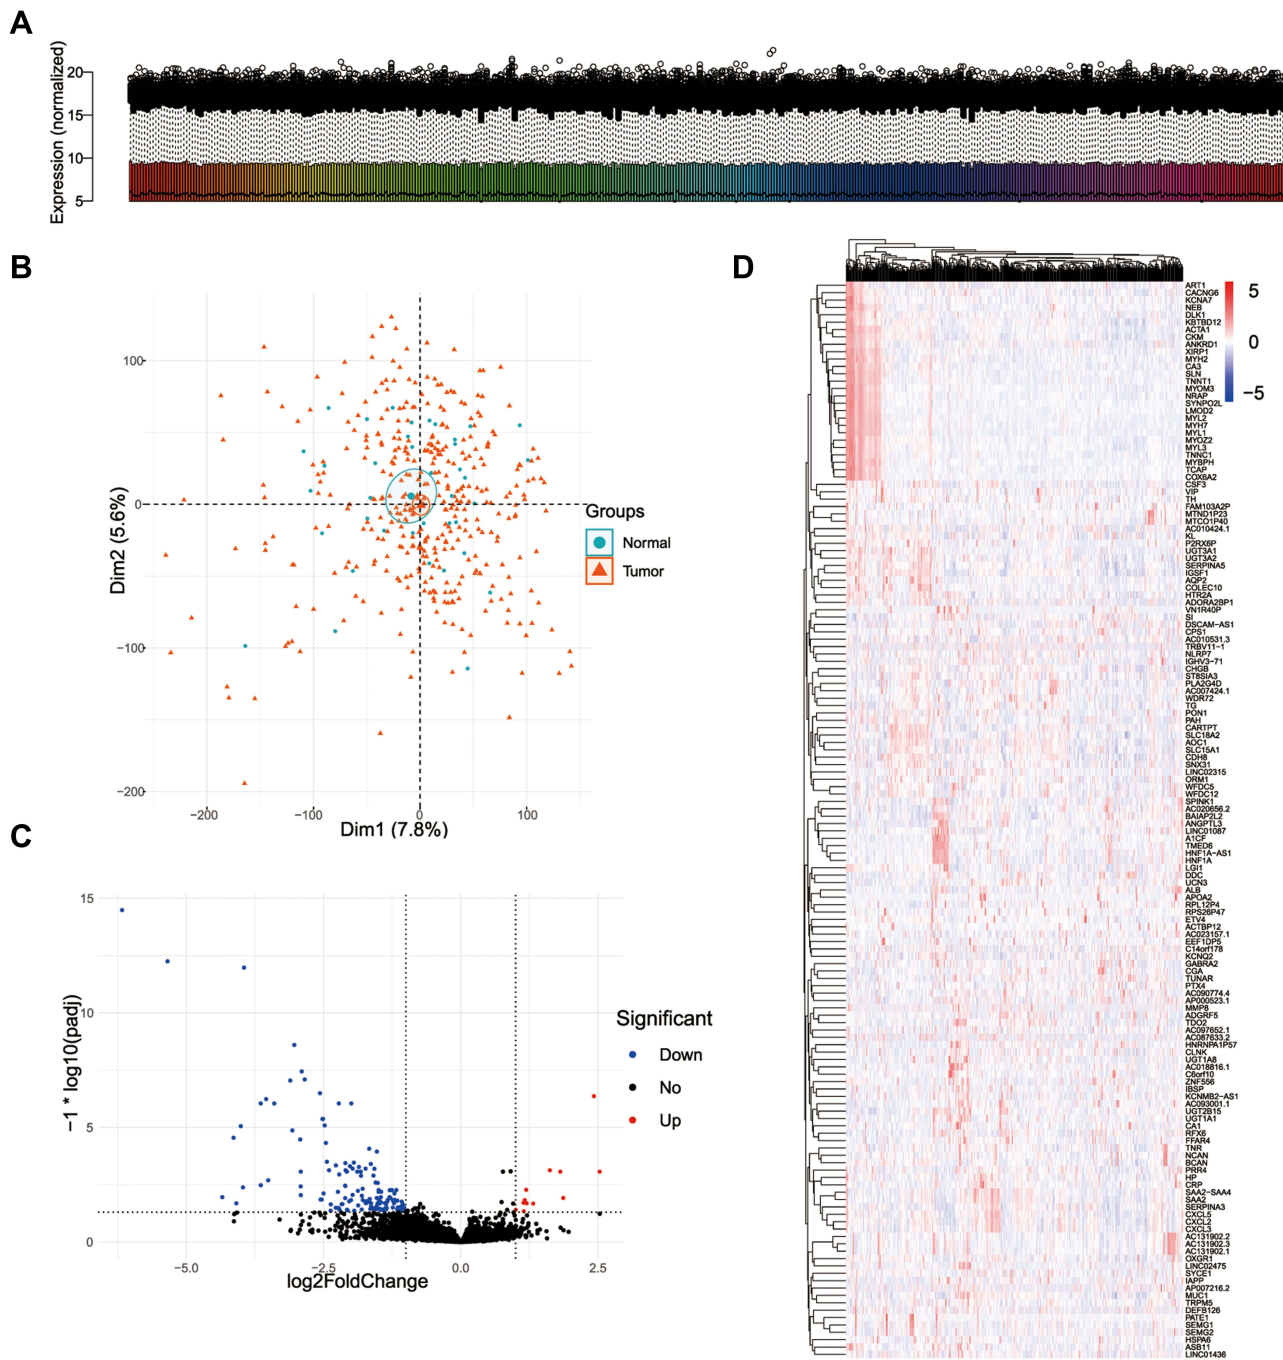 A
Expression (normalized)
20
15
10
5
B
Dim2 (5.6%)
100
0
−100
−200
−200
−100
0
100
Dim1 (7.8%)
Groups
Normal
Tumor
C
−1 * log10(padj)
15
10
5
0
−5.0
−2.5
0.0
2.5
log2FoldChange
Significant
Down
No
Up
D
5
0
−5
ART1
CACNG6
KCNA7
NEB
DLK1
KBTBD12
ACTA1
CKM
ANKRD1
XIRP1
MYH2
CA3
SLN
TNNT1
MYOM3
NRAP
SYNPO2L
LMOD2
MYL2
MYH7
MYL1
MYOZ2
MYL3
TNNC1
MYBPH
TCAP
COX6A2
CSF3
VIP
TH
FAM103A2P
MTND1P23
MTCO1P40
AC010424.1
KL
P2RX6P
UGT3A1
UGT3A2
SERPINA5
IGSF1
AQP2
COLEC10
HTR2A
ADORA2BP1
VN1R40P
SI
DSCAM−AS1
CPS1
AC010531.3
TRBV11−1
NLRP7
IGHV3−71
CHGB
ST8SIA3
PLA2G4D
AC007424.1
WDR72
TG
PON1
PAH
CARTPT
SLC18A2
AOC1
SLC15A1
CDH8
SNX31
LINC02315
ORM1
WFDC5
WFDC12
SPINK1
AC020656.2
BAIAP2L2
ANGPTL3
LINC01087
A1CF
TMED6
HNF1A−AS1
HNF1A
LGI1
DDC
UCN3
ALB
APOA2
RPL12P4
RPS26P47
ETV4
ACTBP12
AC023157.1
EEF1DP5
C14orf178
KCNQ2
GABRA2
CGA
TUNAR
PTX4
AC090774.4
AP000523.1
MMP8
ADGRF5
TDO2
AC097652.1
AC087633.2
HNRNPA1P57
CLNK
UGT1A8
AC018816.1
C6orf10
ZNF556
IBSP
KCNMB2−AS1
AC093001.1
UGT2B15
UGT1A1
CA1
RFX6
FFAR4
TNR
NCAN
BCAN
PRR4
HP
CRP
SAA2−SAA4
SAA2
SERPINA3
CXCL5
CXCL2
CXCL3
AC131902.2
AC131902.3
AC131902.1
OXGR1
LINC02475
SYCE1
IAPP
AP007216.2
MUC1
TRPM5
DEFB126
PATE1
SEMG1
SEMG2
HSPA6
ASB11
LINC01436